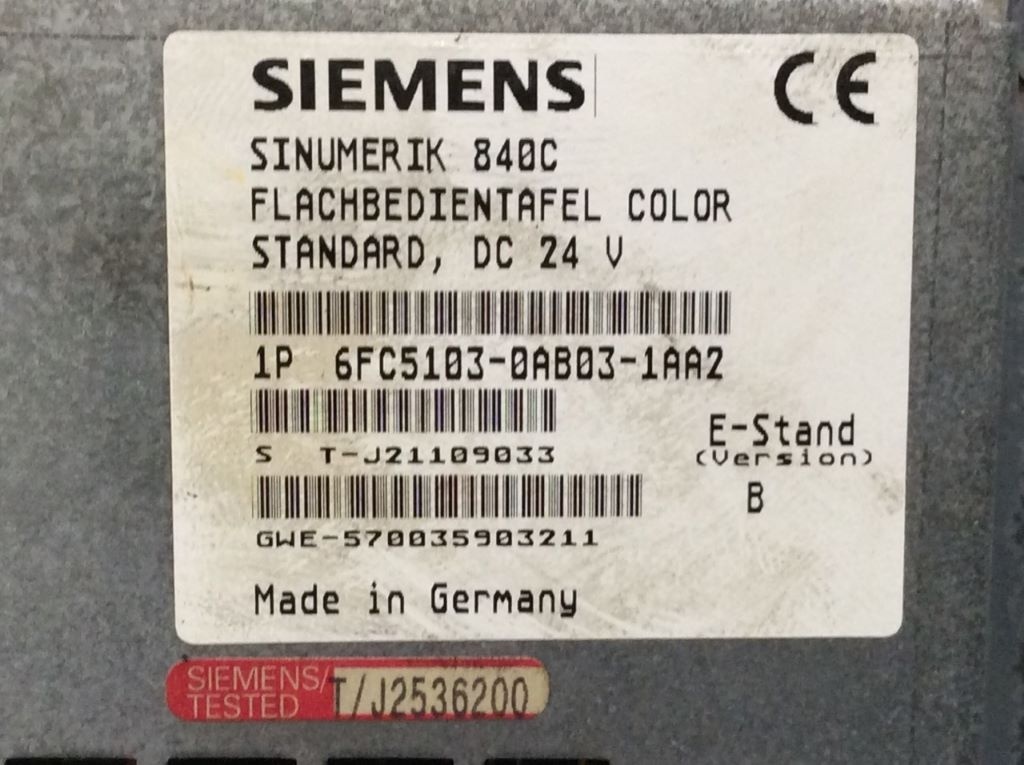 SIEMENS
CE
SINUMERIK 840C
FLACHBEDIENTAFEL COLOR
STANDARD, DC 24 V
1P 6FC5103-0AB03-1AA2
S T-J21109033
E-Stand
(Version)
B
GWE-570035903211
Made in Germany
SIEMENS/
TESTED
T/J2536200